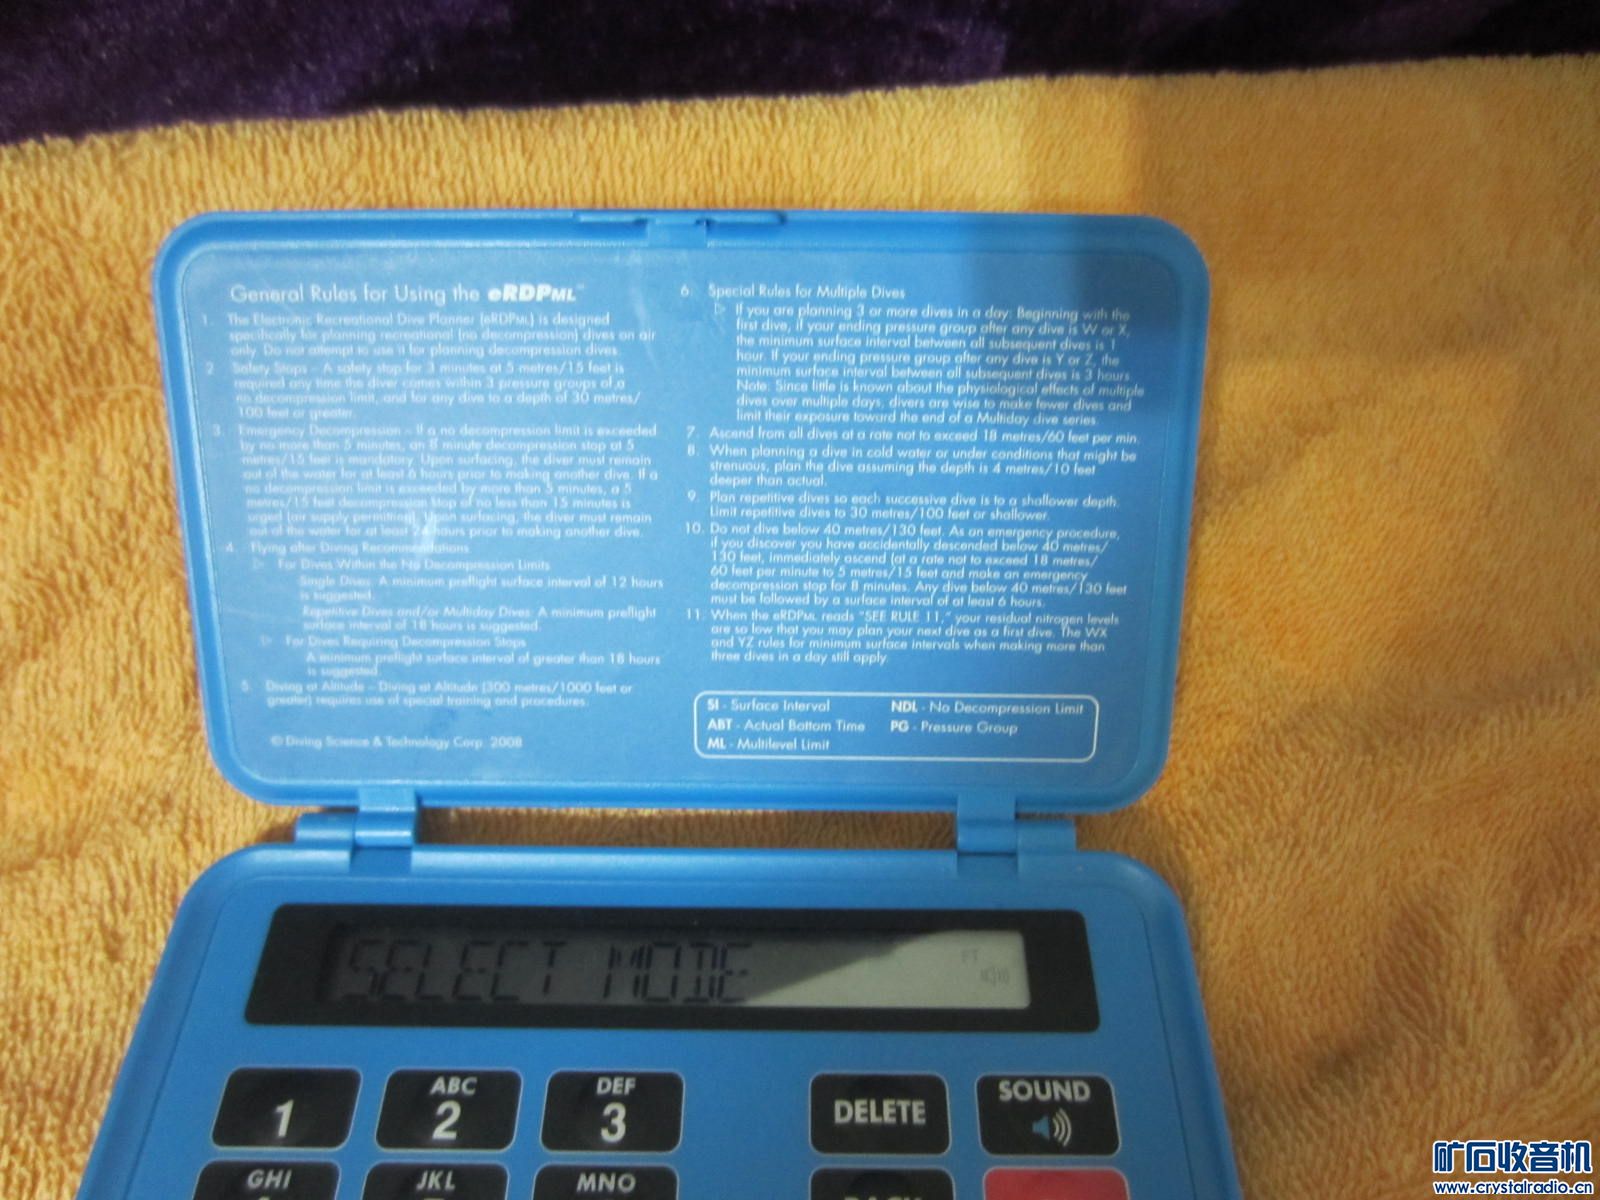 General Rules for Using the eRDPML™
1. The Electronic Recreational Dive Planner (eRDPML) is designed
specifically for planning recreational (no decompression) dives on air
only. Do not attempt to use it for planning decompression dives.
2. Safety Stops – A safety stop for 3 minutes at 5 metres/15 feet is
required any time the diver comes within 3 pressure groups of a
no decompression limit, and for any dive to a depth of 30 metres/
100 feet or greater.
3. Emergency Decompression – If a no decompression limit is exceeded
by no more than 5 minutes, an 8 minute decompression stop at 5
metres/15 feet is mandatory. Upon surfacing, the diver must remain
out of the water for at least 6 hours prior to making another dive. If a
no decompression limit is exceeded by more than 5 minutes, a 5
metres/15 feet decompression stop of no less than 15 minutes is
urged (air supply permitting). Upon surfacing, the diver must remain
out of the water for at least 24 hours prior to making another dive.
4. Flying after Diving Recommendations
▷ For Dives Within the No Decompression Limits
Single Dives: A minimum preflight surface interval of 12 hours
is suggested.
Repetitive Dives and/or Multiday Dives: A minimum preflight
surface interval of 18 hours is suggested.
▷ For Dives Requiring Decompression Stops
A minimum preflight surface interval of greater than 18 hours
is suggested.
5. Diving at Altitude – Diving at Altitude (300 metres/1000 feet or
greater) requires use of special training and procedures.
© Diving Science & Technology Corp. 2008
6. Special Rules for Multiple Dives
▷ If you are planning 3 or more dives in a day: Beginning with the
first dive, if your ending pressure group after any dive is W or X,
the minimum surface interval between all subsequent dives is 1
hour. If your ending pressure group after any dive is Y or Z, the
minimum surface interval between all subsequent dives is 3 hours.
Note: Since little is known about the physiological effects of multiple
dives over multiple days, divers are wise to make fewer dives and
limit their exposure toward the end of a Multiday dive series.
7. Ascend from all dives at a rate not to exceed 18 metres/60 feet per min.
8. When planning a dive in cold water or under conditions that might be
strenuous, plan the dive assuming the depth is 4 metres/10 feet
deeper than actual.
9. Plan repetitive dives so each successive dive is to a shallower depth.
Limit repetitive dives to 30 metres/100 feet or shallower.
10. Do not dive below 40 metres/130 feet. As an emergency procedure,
if you discover you have accidentally descended below 40 metres/
130 feet, immediately ascend (at a rate not to exceed 18 metres/
60 feet per minute to 5 metres/15 feet and make an emergency
decompression stop for 8 minutes. Any dive below 40 metres/130 feet
must be followed by a surface interval of at least 6 hours.
11. When the eRDPML reads "SEE RULE 11," your residual nitrogen levels
are so low that you may plan your next dive as a first dive. The WX
and YZ rules for minimum surface intervals when making more than
three dives in a day still apply.
SI - Surface Interval NDL - No Decompression Limit
ABT - Actual Bottom Time PG - Pressure Group
ML - Multilevel Limit
SELECT MODE FT
1 ABC 2 DEF 3 DELETE SOUND
GHI JKL MNO BACK
矿石收音机
www.crystalradio.cn